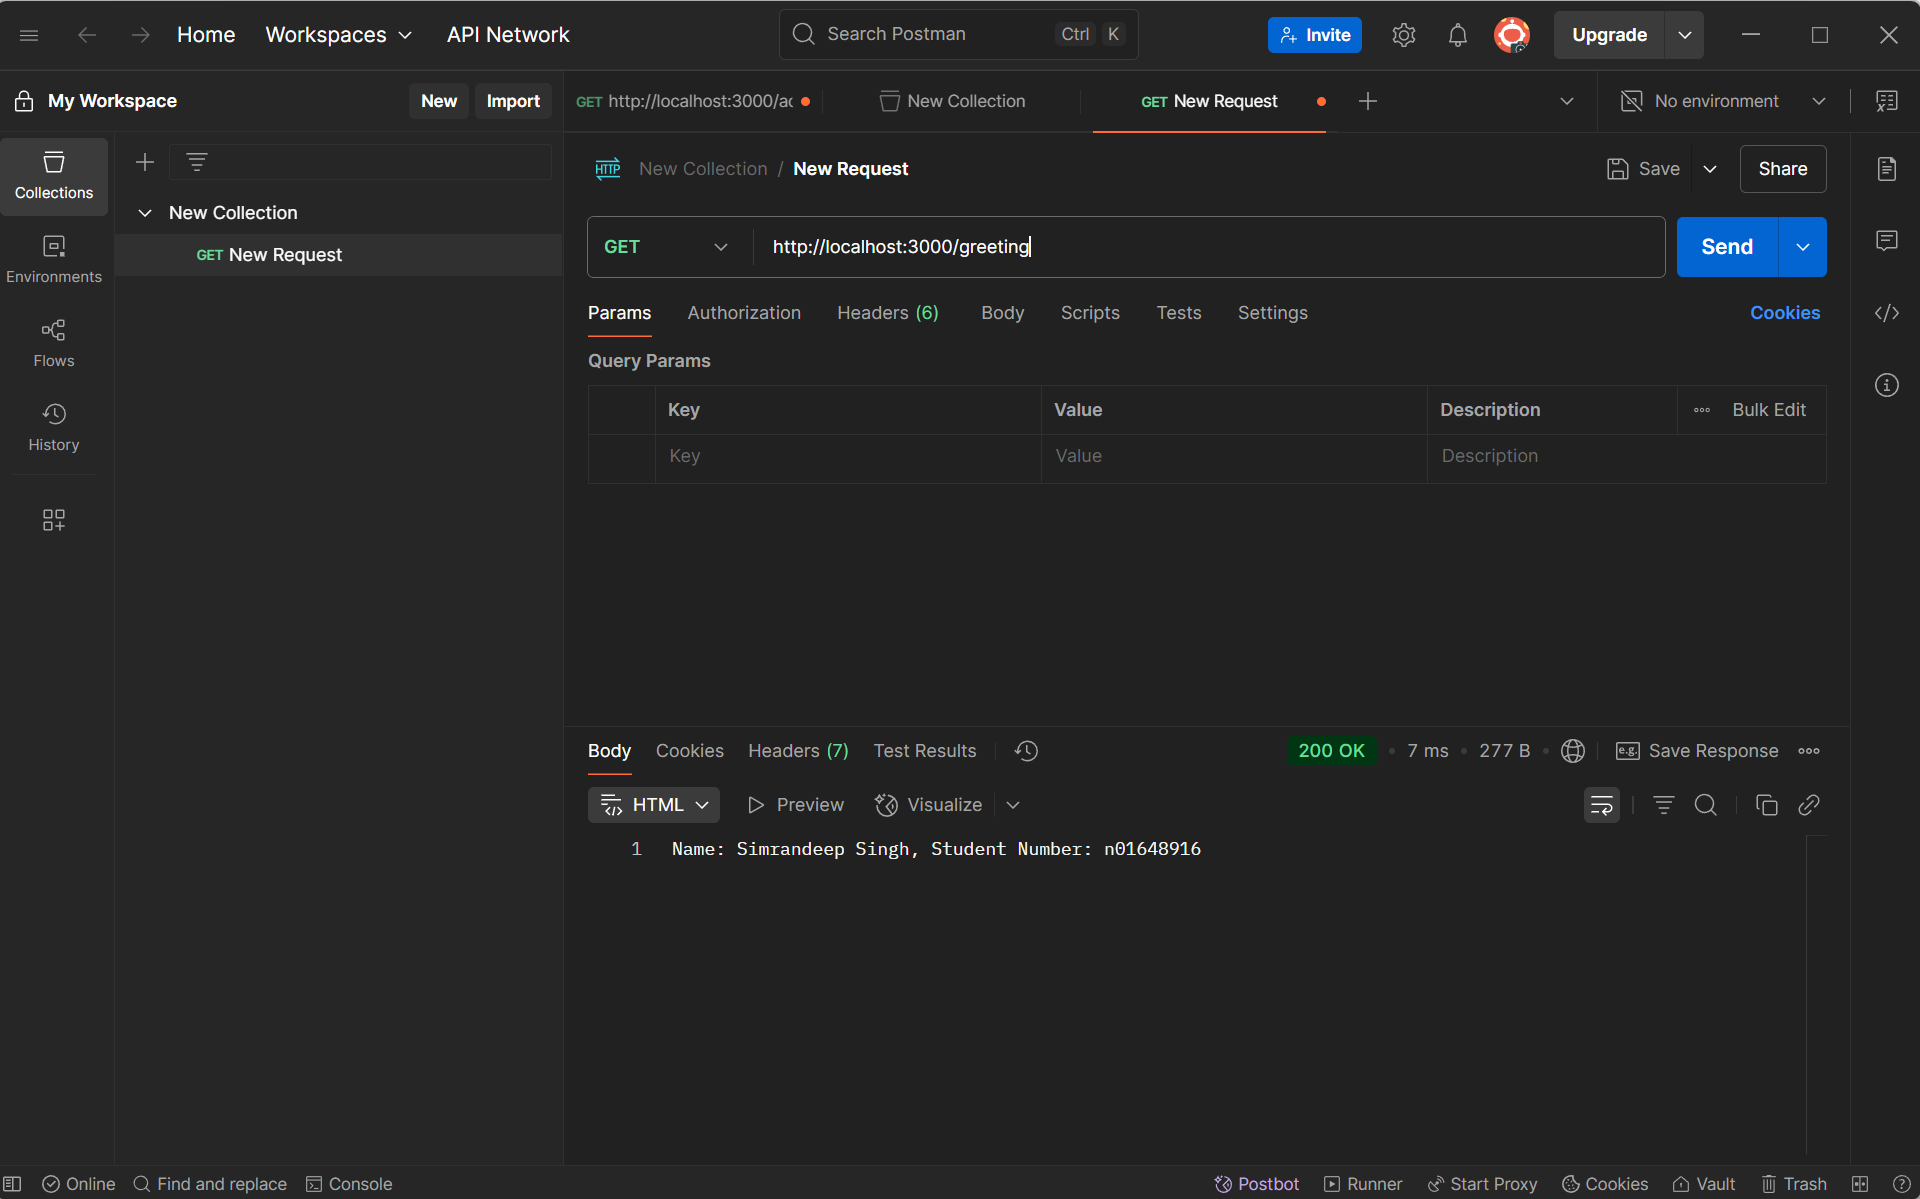 Home Workspaces API Network Search Postman Ctrl K Invite Upgrade
My Workspace New Import GET http://localhost:3000/ac New Collection GET New Request No environment
Collections
Environments
Flows
History
New Collection
GET New Request
HTTP New Collection / New Request Save Share
GET http://localhost:3000/greeting Send
Params Authorization Headers (6) Body Scripts Tests Settings Cookies
Query Params
Key Value Description Bulk Edit
Key Value Description
Body Cookies Headers (7) Test Results 200 OK • 7 ms • 277 B • e.g. Save Response
HTML Preview Visualize
1 Name: Simrandeep Singh, Student Number: n01648916
Online Find and replace Console Postbot Runner Start Proxy Cookies Vault Trash